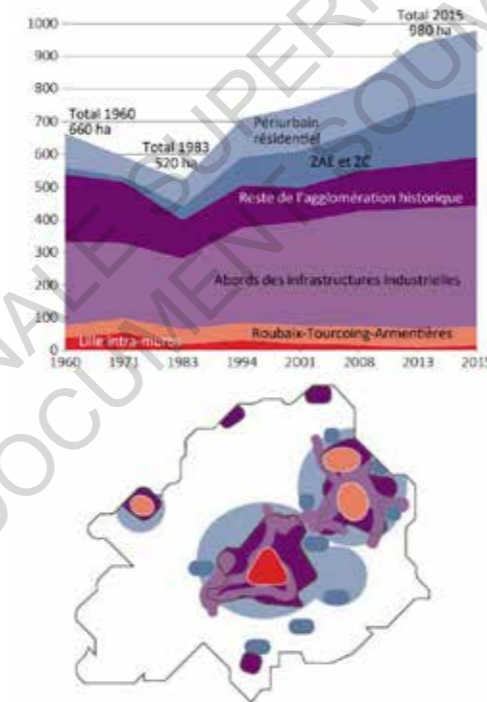 Total 2015
980 ha
1000
900
800
700
600
500
400
300
200
100
0
Total 1960
660 ha
Total 1983
520 ha
Périurbain
résidentiel
ZAE et ZC
Reste de l'agglomération historique
Abords des infrastructures industrielles
Roubaix-Tourcoing-Armentières
Lille intra-muros
1960
1971
1983
1994
2001
2008
2013
2015